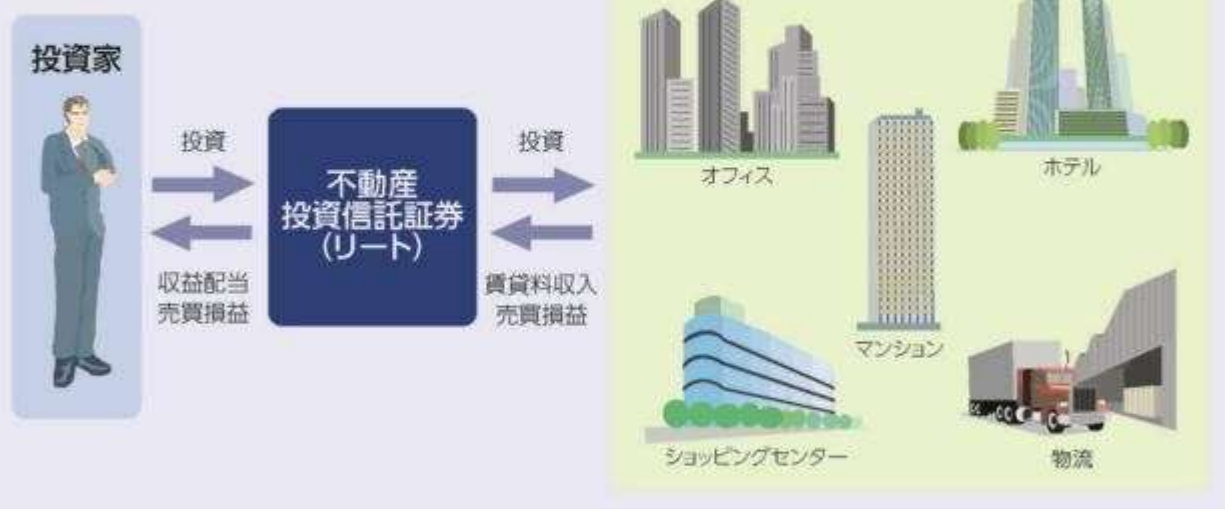 投資家
投資
収益配当
売買損益
不動産
投資信託証券
(リート)
投資
賃貸料収入
売買損益
オフィス
ホテル
マンション
ショッピングセンター
物流